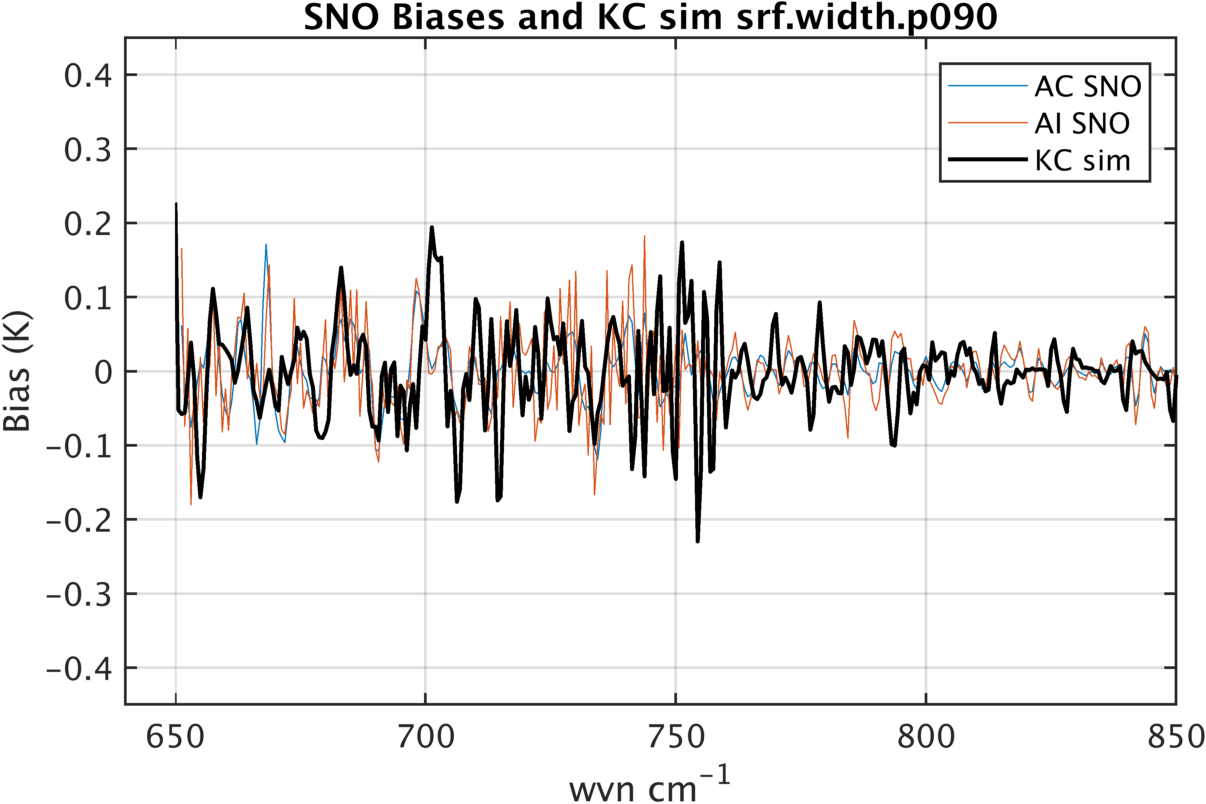 SNO Biases and KC sim srf.width.p090
AC SNO
AI SNO
KC sim
0.4
0.3
0.2
0.1
0
−0.1
−0.2
−0.3
−0.4
Bias (K)
650 700 750 800 850
wvn cm−1